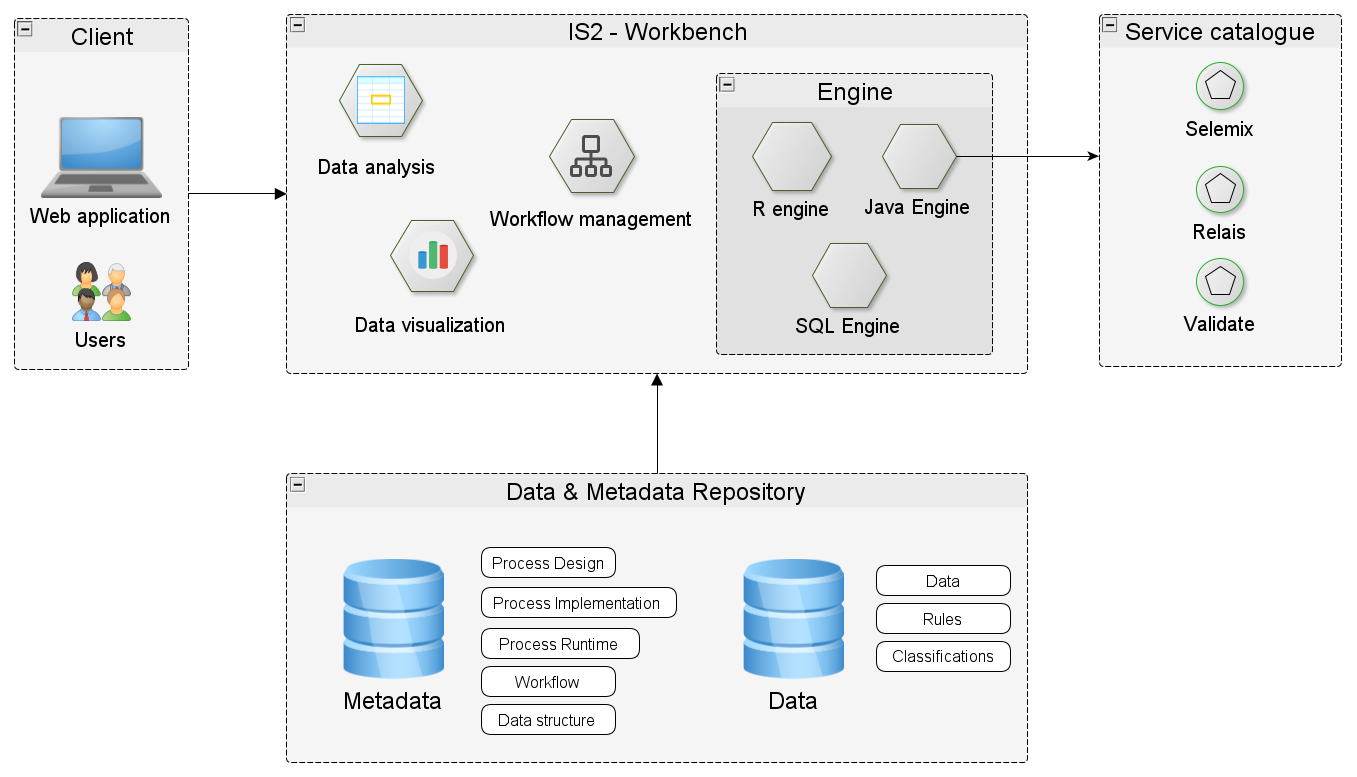 Client
Web application
Users
IS2 - Workbench
Data analysis
Workflow management
Data visualization
Engine
R engine
Java Engine
SQL Engine
Service catalogue
Selemix
Relais
Validate
Data & Metadata Repository
Metadata
Process Design
Process Implementation
Process Runtime
Workflow
Data structure
Data
Data
Rules
Classifications